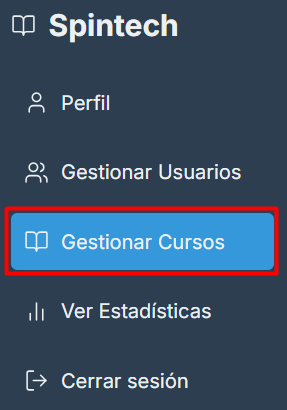 Spintech
Perfil
Gestionar Usuarios
Gestionar Cursos
Ver Estadísticas
Cerrar sesión